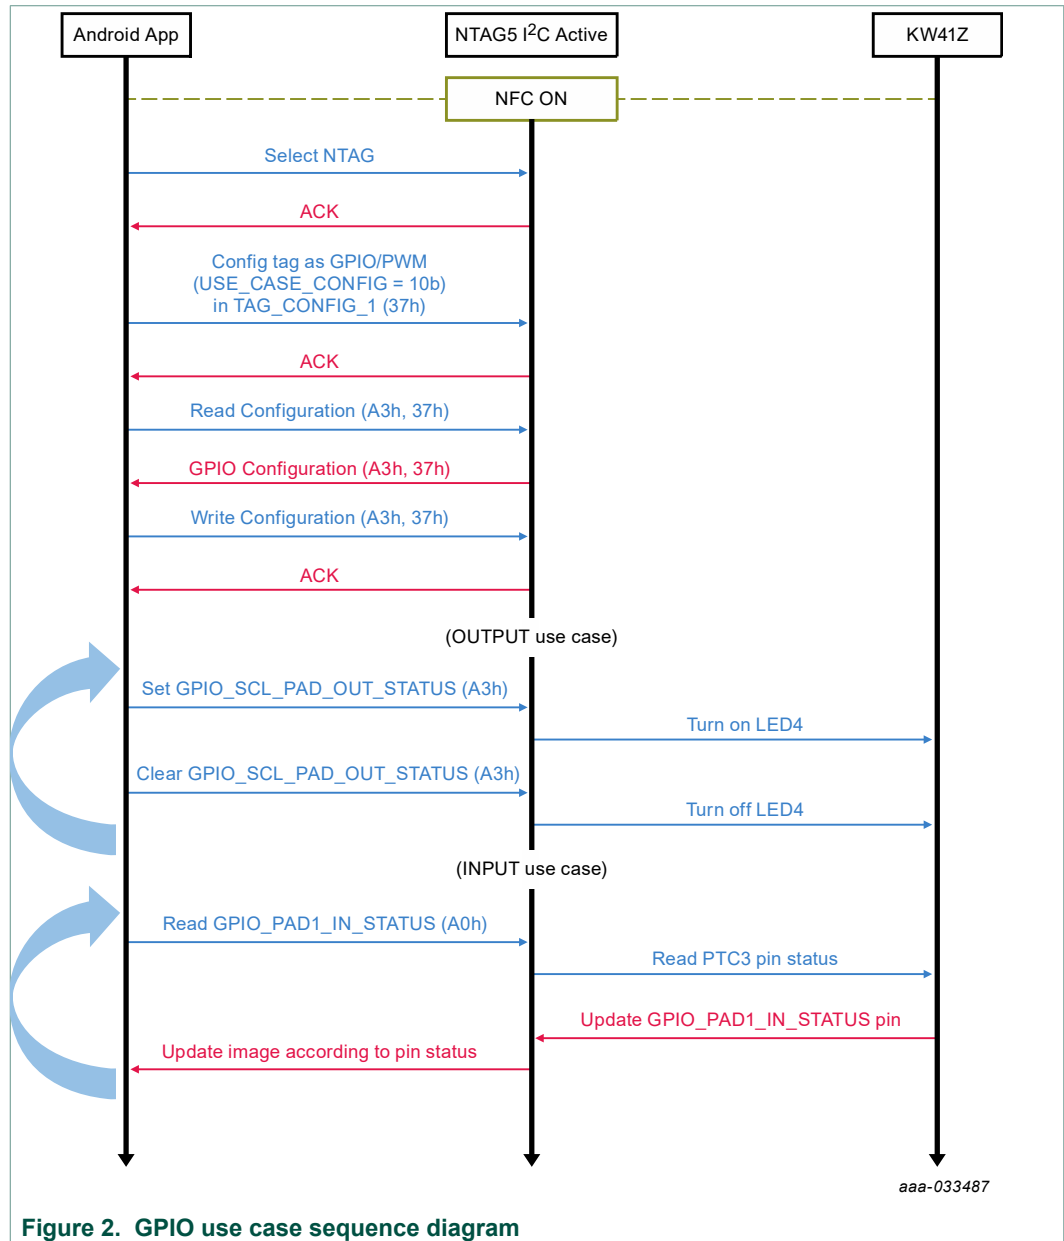 Android App
NTAG5 I²C Active
KW41Z
NFC ON
Select NTAG
ACK
Config tag as GPIO/PWM
(USE_CASE_CONFIG = 10b)
in TAG_CONFIG_1 (37h)
ACK
Read Configuration (A3h, 37h)
GPIO Configuration (A3h, 37h)
Write Configuration (A3h, 37h)
ACK
(OUTPUT use case)
Set GPIO_SCL_PAD_OUT_STATUS (A3h)
Turn on LED4
Clear GPIO_SCL_PAD_OUT_STATUS (A3h)
Turn off LED4
(INPUT use case)
Read GPIO_PAD1_IN_STATUS (A0h)
Read PTC3 pin status
Update GPIO_PAD1_IN_STATUS pin
Update image according to pin status
aaa-033487
Figure 2. GPIO use case sequence diagram